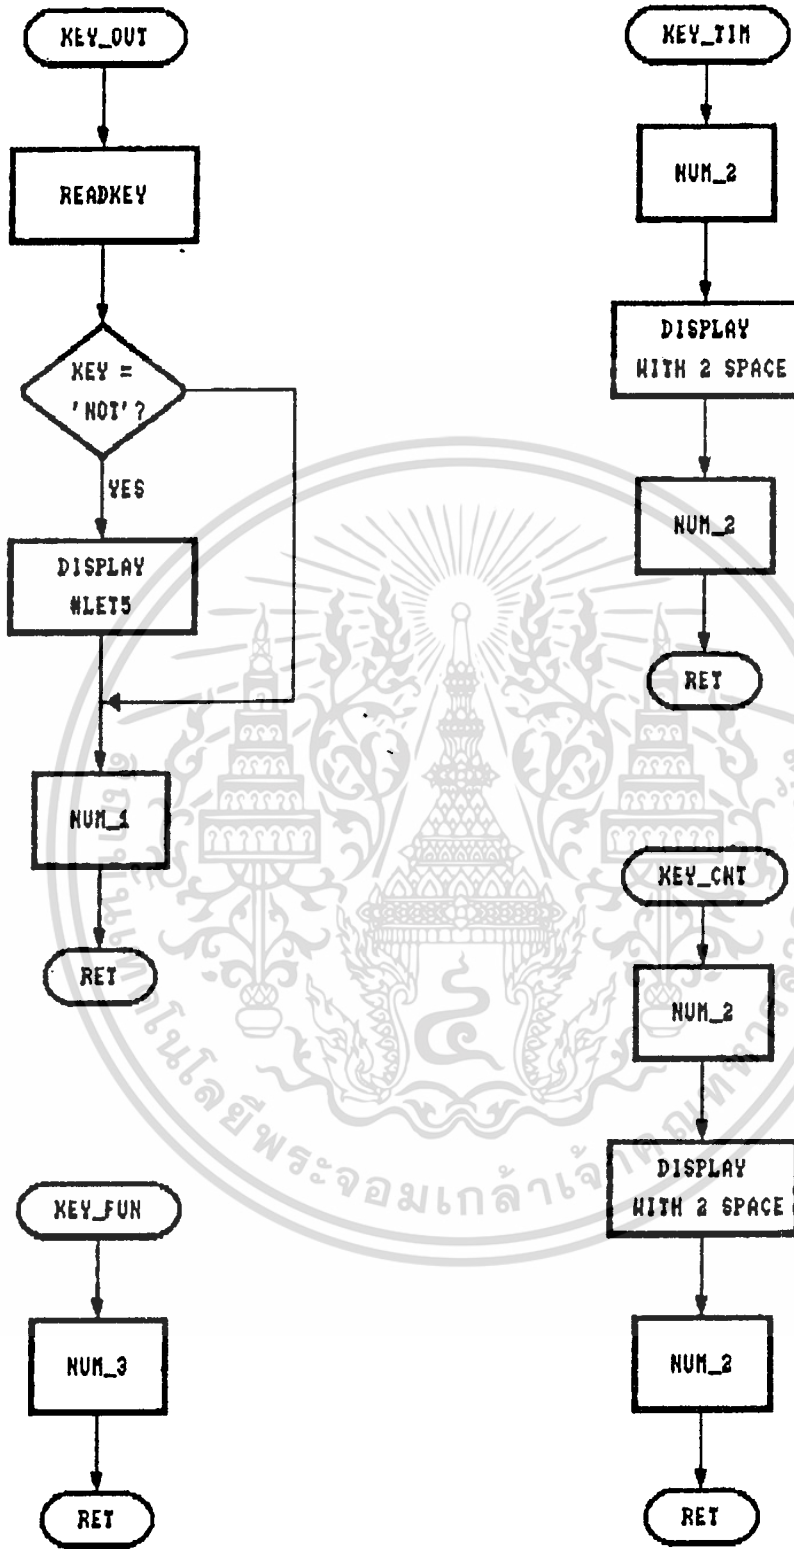 KEY_OUT
READKEY
KEY =
'NOT'?
YES
DISPLAY
#LET5
NUM_1
RET
KEY_FUN
NUM_3
RET
KEY_TIM
NUM_2
DISPLAY
WITH 2 SPACE
NUM_2
RET
KEY_CNT
NUM_2
DISPLAY
WITH 2 SPACE
NUM_2
RET